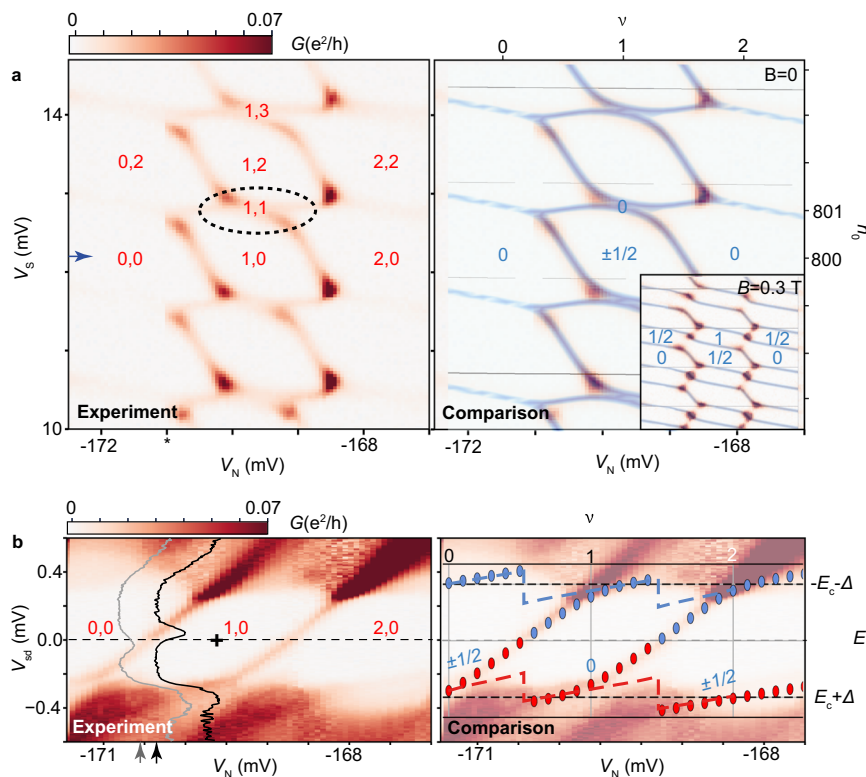 0 0.07
G(e²/h)
ν
0 1 2
a
B=0
14
1,3
0,2 1,2 2,2
1,1
0
801
V_S (mV)
n₀
0,0 1,0 2,0
0 ±1/2 0
800
B=0.3 T
1/2 1 1/2
0 1/2 0
10
Experiment
Comparison
-172 * -168
-172 -168
V_N (mV)
V_N (mV)
0 0.07
G(e²/h)
ν
b
0 1 2
0.4
-E_c-Δ
V_sd (mV)
0.0
0,0 1,0 2,0
E
±1/2 0 ±1/2
−0.4
E_c+Δ
Experiment
Comparison
-171 -168
-171 -168
V_N (mV)
V_N (mV)